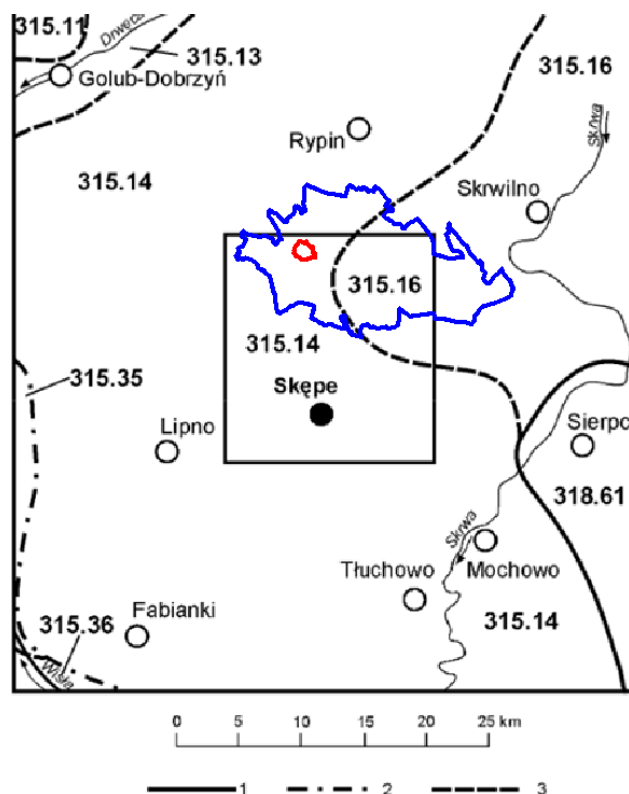 315.11
Drwęca
315.13
315.16
Golub-Dobrzyń
Skrwa
Rypin
315.14
Skrwilno
315.16
315.14
315.35
Skępe
Lipno
Sierpc
318.61
Skrwa
Tłuchowo
Mochowo
Fabianki
315.14
315.36
Wisła
0 5 10 15 20 25 km
1 2 3